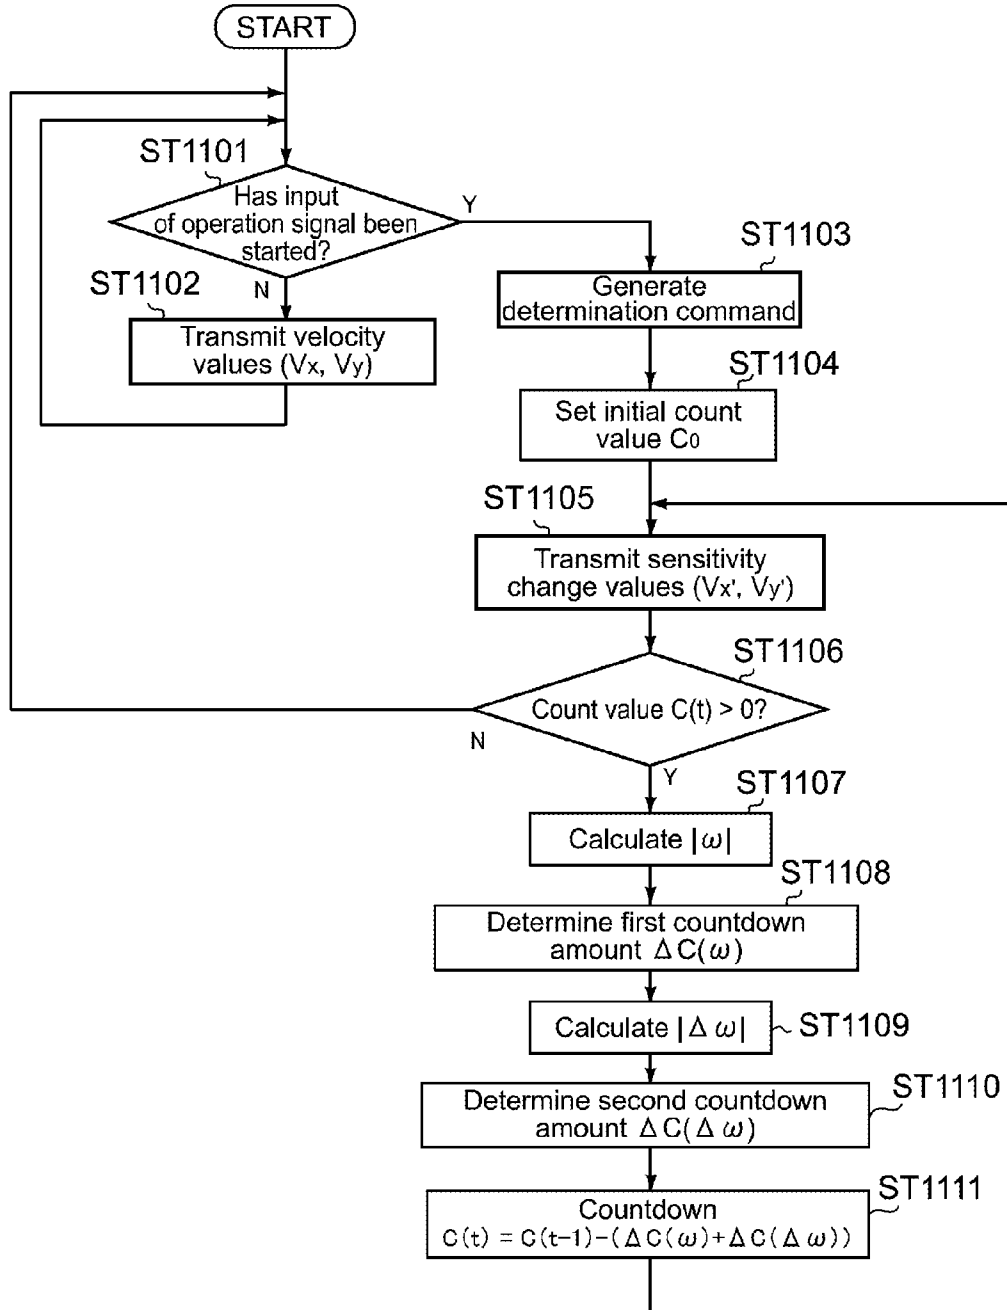 START
ST1101
Has input
of operation signal been
started?
Y
N
ST1102
Transmit velocity
values (Vx, Vy)
ST1103
Generate
determination command
ST1104
Set initial count
value C0
ST1105
Transmit sensitivity
change values (Vx', Vy')
ST1106
Count value C(t) > 0?
N
Y
ST1107
Calculate |ω|
ST1108
Determine first countdown
amount ΔC(ω)
ST1109
Calculate |Δω|
ST1110
Determine second countdown
amount ΔC(Δω)
ST1111
Countdown
C(t) = C(t-1)-(ΔC(ω)+ΔC(Δω))